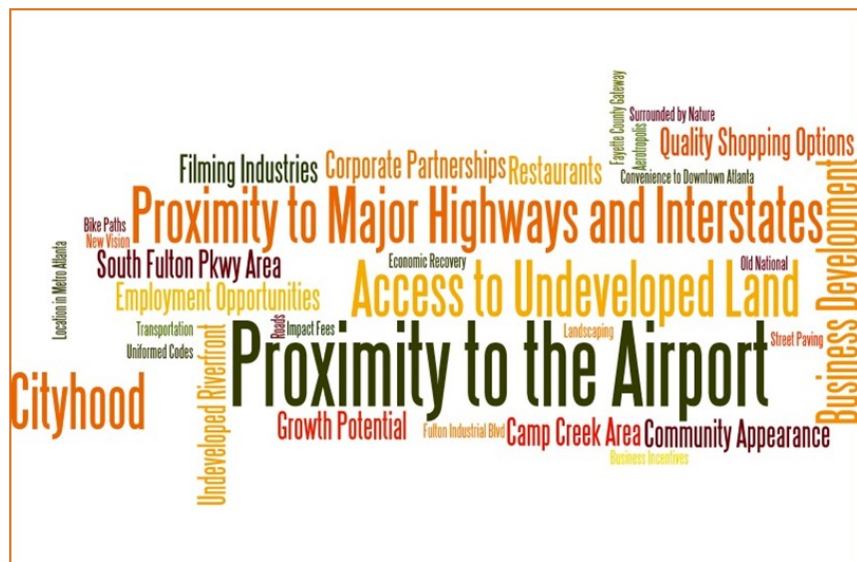 Fayette County Gateway
Aerotropolis
Surrounded by Nature
Quality Shopping Options
Filming Industries
Corporate Partnerships
Restaurants
Convenience to Downtown Atlanta
Business Development
Proximity to Major Highways and Interstates
Bike Paths
New Vision
Location in Metro Atlanta
South Fulton Pkwy Area
Economic Recovery
Old National
Employment Opportunities
Access to Undeveloped Land
Transportation
Roads
Impact Fees
Landscaping
Street Paving
Uniformed Codes
Undeveloped Riverfront
Proximity to the Airport
Cityhood
Growth Potential
Fulton Industrial Blvd
Camp Creek Area
Community Appearance
Business Incentives